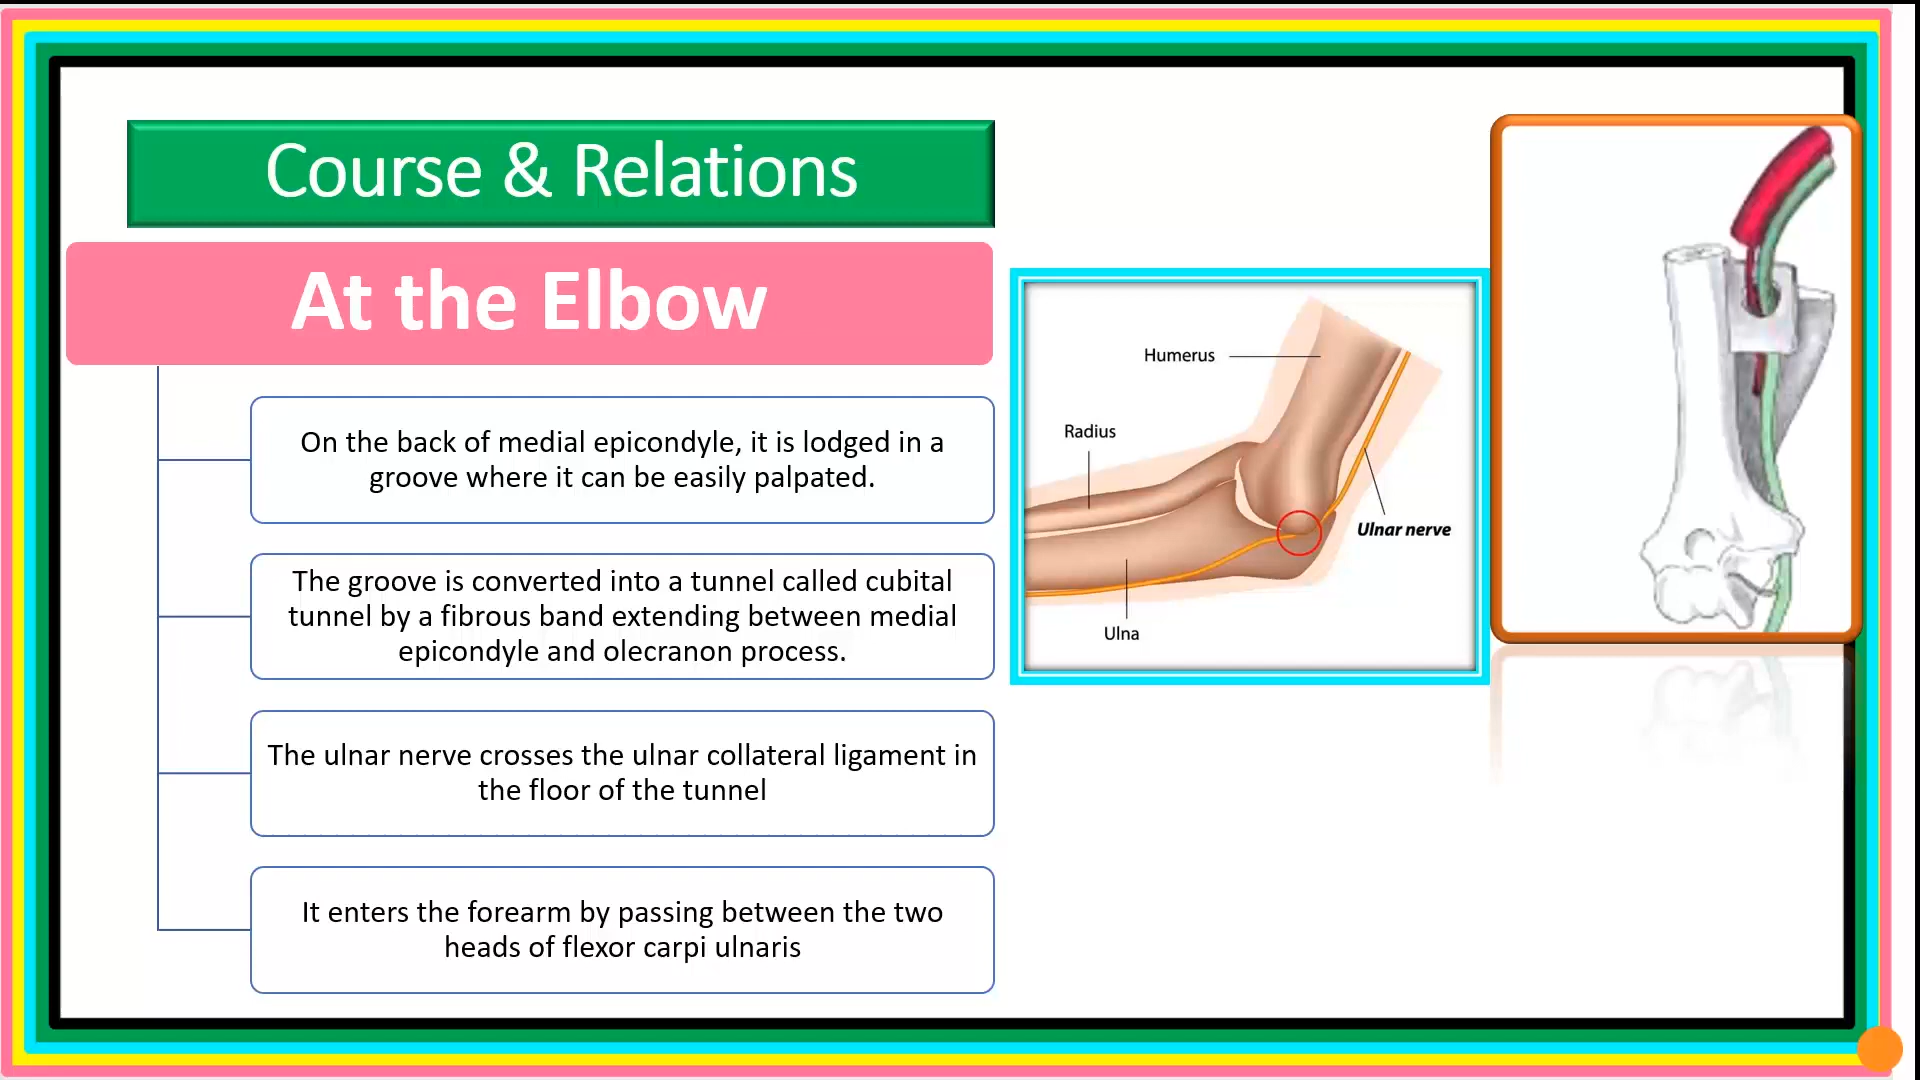 Course & Relations
At the Elbow
On the back of medial epicondyle, it is lodged in a
groove where it can be easily palpated.
The groove is converted into a tunnel called cubital
tunnel by a fibrous band extending between medial
epicondyle and olecranon process.
The ulnar nerve crosses the ulnar collateral ligament in
the floor of the tunnel
It enters the forearm by passing between the two
heads of flexor carpi ulnaris
Humerus
Radius
Ulnar nerve
Ulna